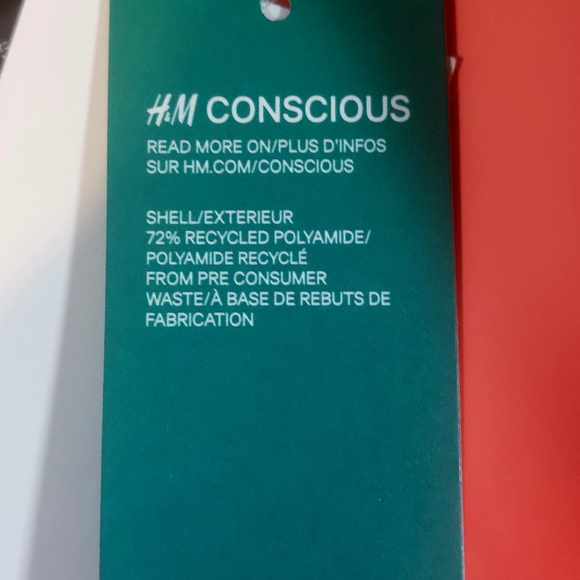 H&M CONSCIOUS
READ MORE ON/PLUS D'INFOS
SUR HM.COM/CONSCIOUS
SHELL/EXTERIEUR
72% RECYCLED POLYAMIDE/
POLYAMIDE RECYCLÉ
FROM PRE CONSUMER
WASTE/À BASE DE REBUTS DE
FABRICATION